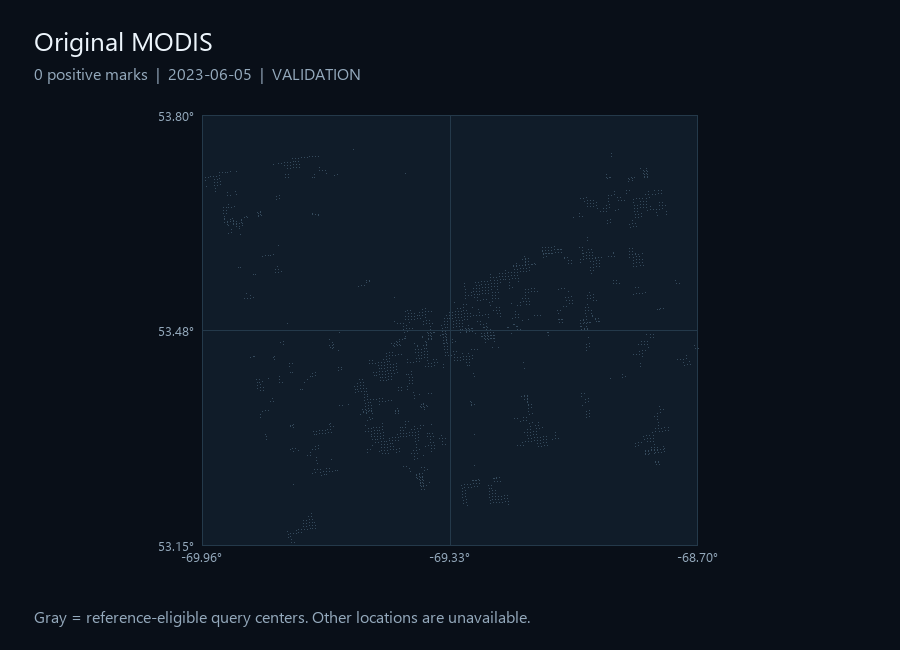 Original MODIS
0 positive marks | 2023-06-05 | VALIDATION
53.80°
53.48°
53.15°
-69.96°
-69.33°
-68.70°
Gray = reference-eligible query centers. Other locations are unavailable.